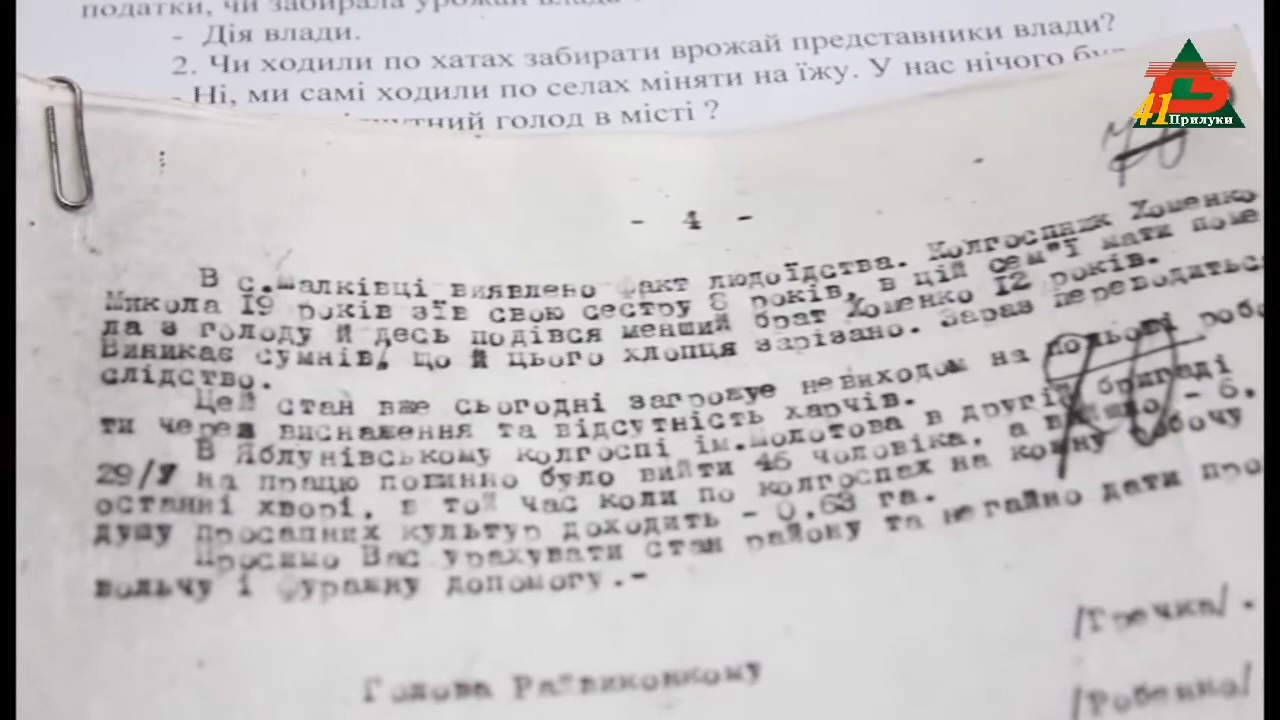 податки, чи забирала урожай влада?
- Дія влади.
2. Чи ходили по хатах забирати врожай представники влади?
- Ні, ми самі ходили по селах міняти на їжу. У нас нічого
голод в місті ?
41 Прилуки
70
- 4 -
В с.Малківці виявлено факт людоїдства. Колгоспник Хоменко
Микола 19 років зїв свою сестру 8 років, в цій сем"ї мати поме
ла з голоду й десь подівся менший брат Хоменко 12 років.
Виникає сумнів, що й цього хлопця зарізано. Зараз переводиться
слідство.
Цей стан вже сьогодні загрожує невиходом на польові робо
ти через виснаження та відсутність харчів.
В Яблунівському колгоспі ім.Молотова в другій бригаді
29/У на працю повинно було вийти 45 чоловіка, а вийшло - 6,
останні хворі, в той час коли по колгоспах на кожну робочу
душу просапних культур доходить - 0,63 га.
Просимо Вас урахувати стан району та негайно дати про
вольчу і фуражну допомогу.-
/Гречка/.
Голова Райвиконкому
/Робенко/